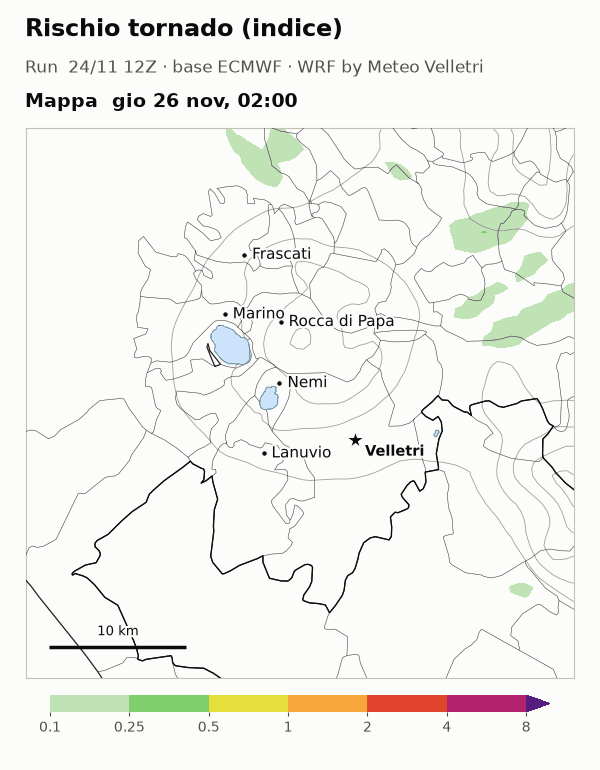 Rischio tornado (indice)
Run  24/11 12Z · base ECMWF · WRF by Meteo Velletri
Mappa  gio 26 nov, 02:00
Frascati
Marino
Rocca di Papa
Nemi
Velletri
Lanuvio
10 km
0.1 0.25 0.5 1 2 4 8